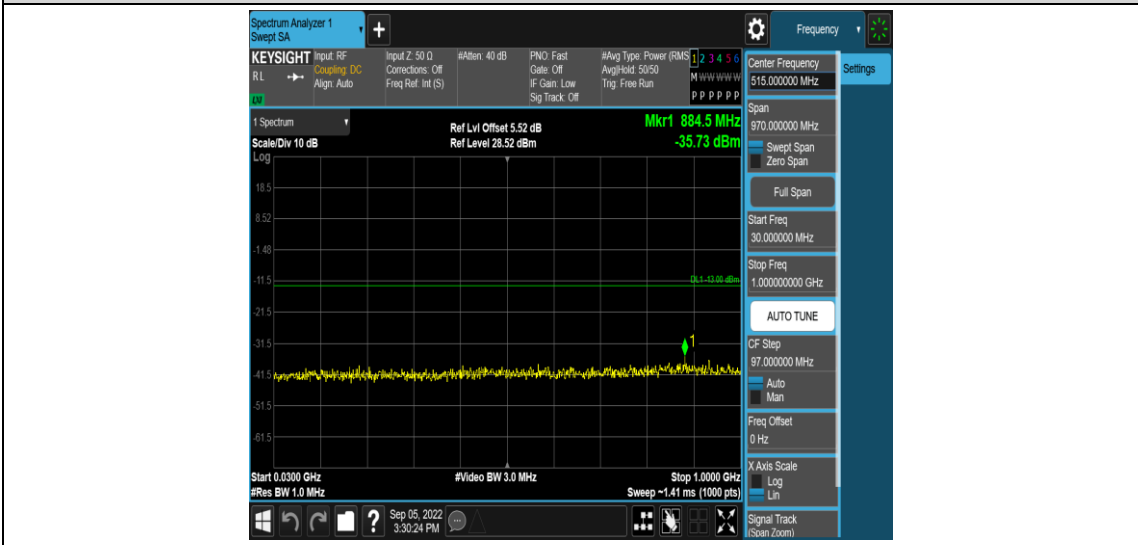 Spectrum Analyzer 1
Swept SA
+
Frequency
KEYSIGHT
RL
LXI
Input: RF
Coupling: DC
Align: Auto
Input Z: 50 Ω
Corrections: Off
Freq Ref: Int (S)
#Atten: 40 dB
PNO: Fast
Gate: Off
IF Gain: Low
Sig Track: Off
#Avg Type: Power (RMS
Avg|Hold: 50/50
Trig: Free Run
1 2 3 4 5 6
M W W W W W
P P P P P P
Center Frequency
515.000000 MHz
Settings
Span
970.000000 MHz
Swept Span
Zero Span
Full Span
Start Freq
30.000000 MHz
Stop Freq
1.000000000 GHz
AUTO TUNE
CF Step
97.000000 MHz
Auto
Man
Freq Offset
0 Hz
X Axis Scale
Log
Lin
Signal Track
(Span Zoom)
1 Spectrum
Scale/Div 10 dB
Log
Ref Lvl Offset 5.52 dB
Ref Level 28.52 dBm
Mkr1 884.5 MHz
-35.73 dBm
18.5
8.52
-1.48
-11.5
DL1 -13.00 dBm
-21.5
-31.5
1
-41.5
-51.5
-61.5
Start 0.0300 GHz
#Res BW 1.0 MHz
#Video BW 3.0 MHz
Stop 1.0000 GHz
Sweep ~1.41 ms (1000 pts)
?
Sep 05, 2022
3:30:24 PM